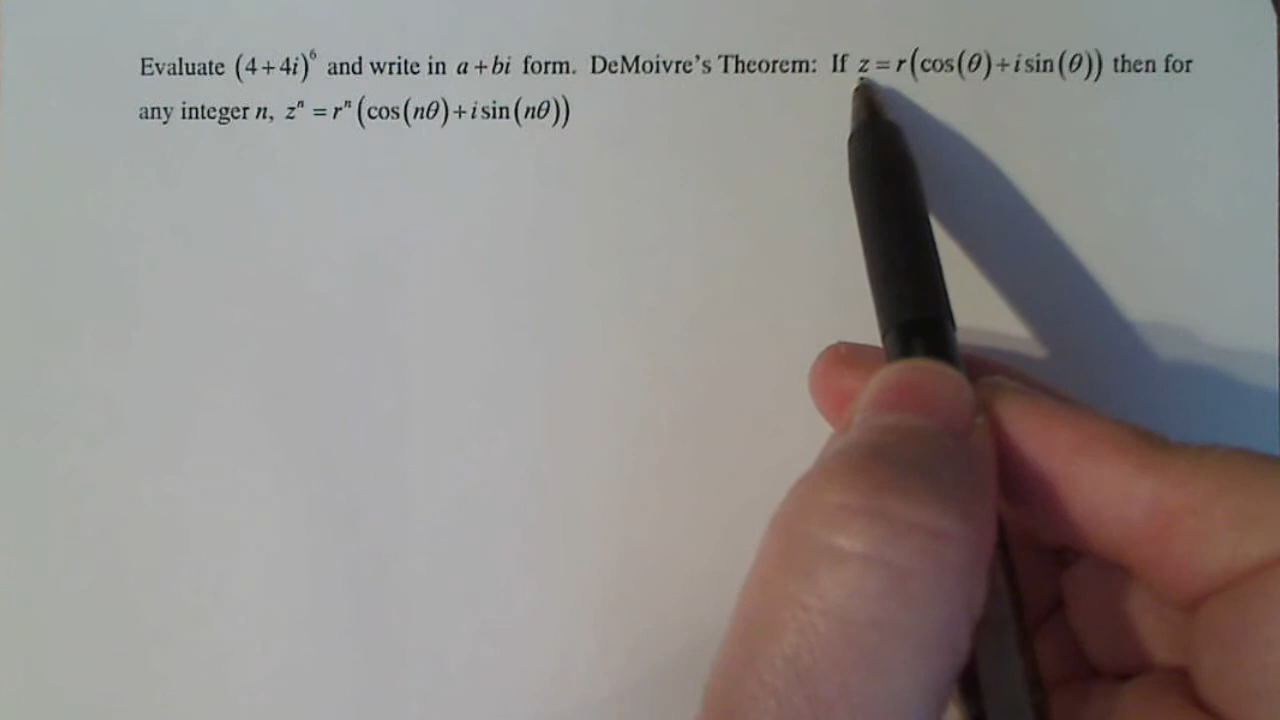 Evaluate (4+4i)⁶ and write in a+bi form. DeMoivre's Theorem: If z=r(cos(θ)+i sin(θ)) then for
any integer n, zⁿ =rⁿ (cos(nθ)+i sin(nθ))